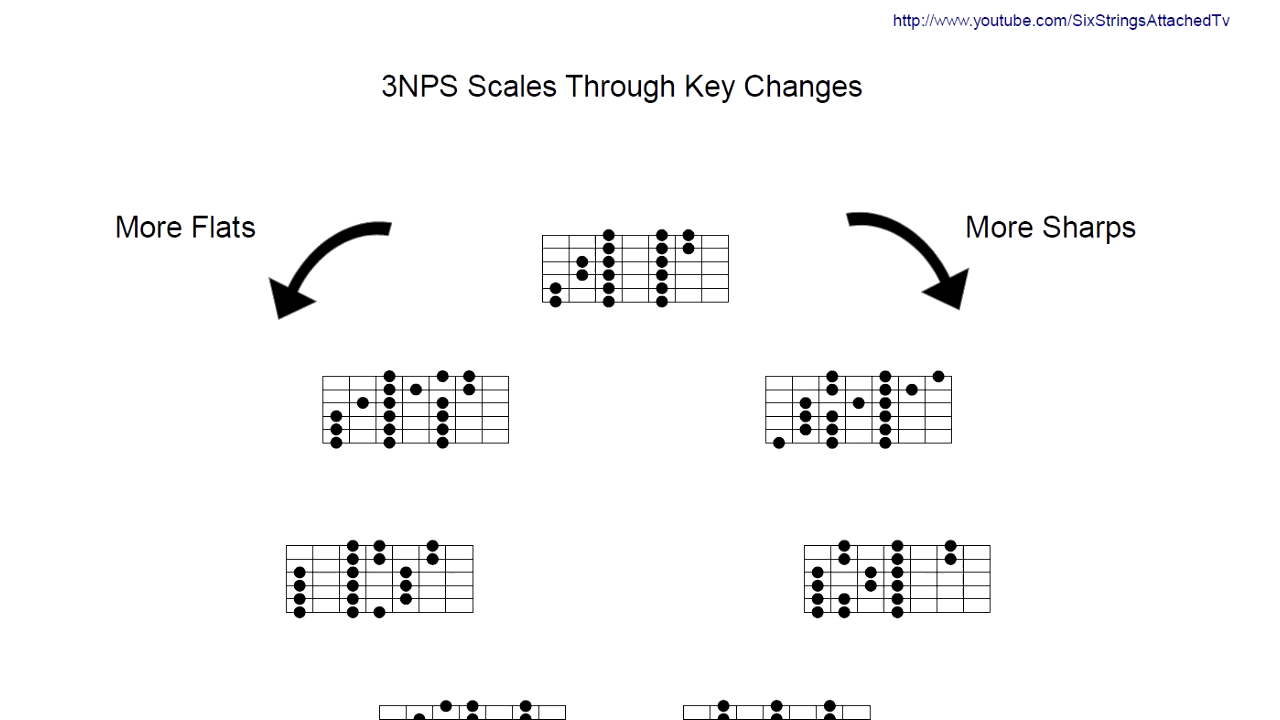 http://www.youtube.com/SixStringsAttachedTv
3NPS Scales Through Key Changes
More Flats
More Sharps